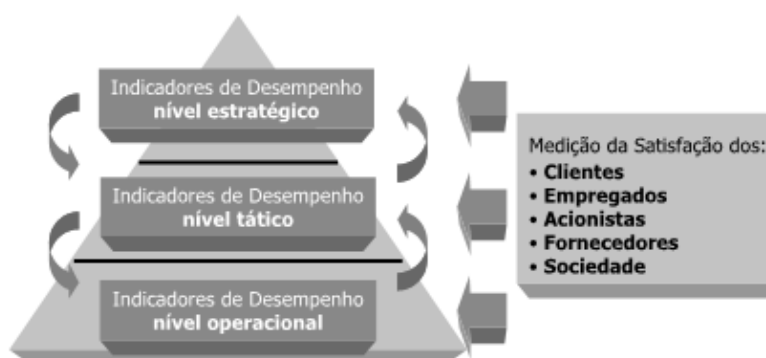 Indicadores de Desempenho
nível estratégico
Indicadores de Desempenho
nível tático
Indicadores de Desempenho
nível operacional
Medição da Satisfação dos:
• Clientes
• Empregados
• Acionistas
• Fornecedores
• Sociedade